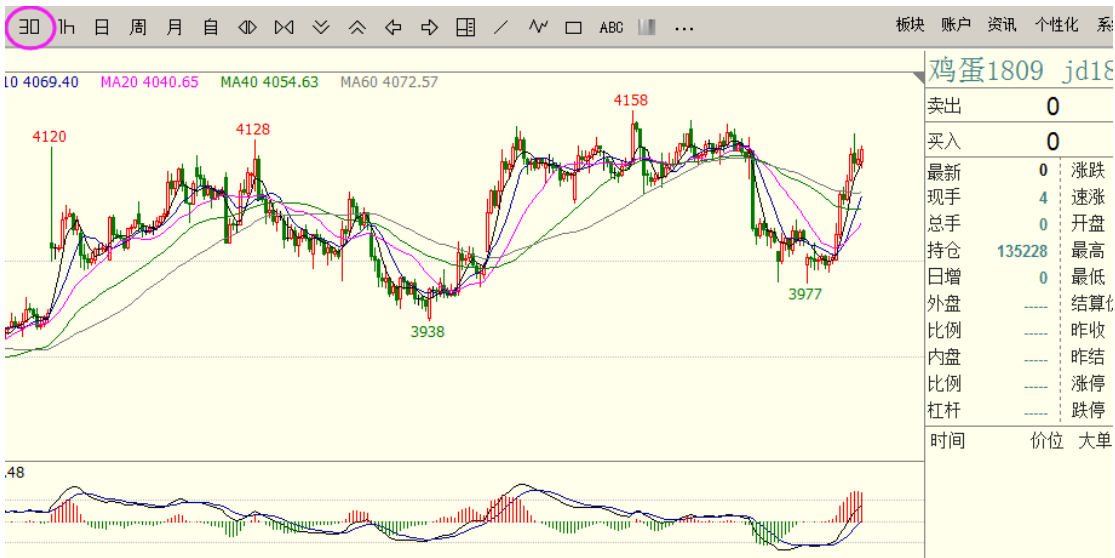 30 1h 日 周 月 自 ABC ... 板块 账户 资讯 个性化
10 4069.40 MA20 4040.65 MA40 4054.63 MA60 4072.57
鸡蛋1809 jd18
4158
4120
4128
3977
3938
卖出 0
买入 0
最新 0 涨跌
现手 4 速涨
总手 0 开盘
持仓 135228 最高
日增 0 最低
外盘 ----- 结算
比例 ----- 昨收
内盘 ----- 昨结
比例 ----- 涨停
杠杆 ----- 跌停
时间 价位 大单
.48